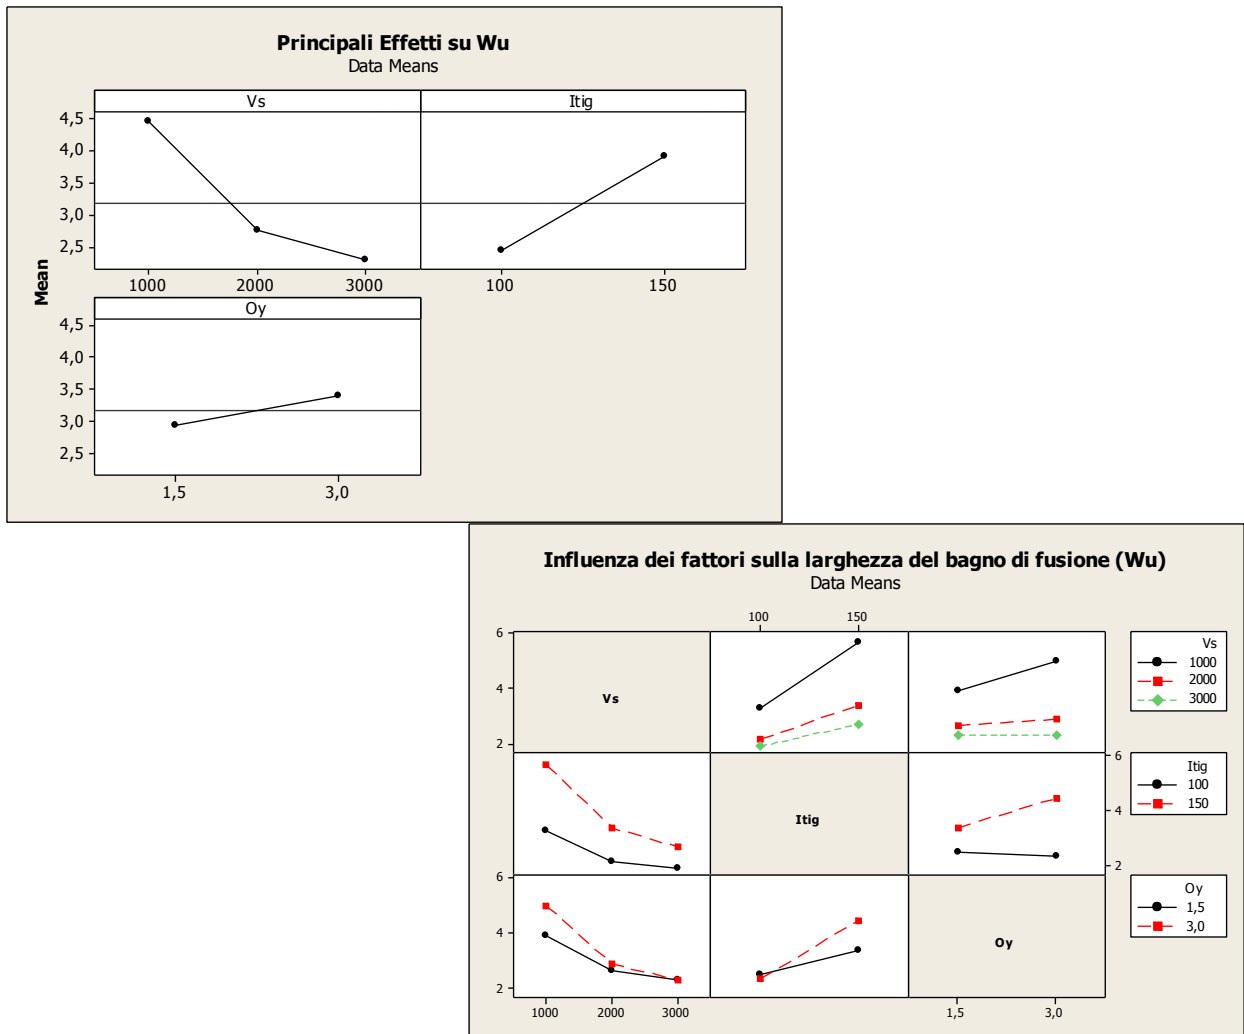 Principali Effetti su Wu
Data Means
Vs Itig
4,5
4,0
3,5
3,0
2,5
1000 2000 3000 100 150
Mean
Oy
4,5
4,0
3,5
3,0
2,5
1,5 3,0
Influenza dei fattori sulla larghezza del bagno di fusione (Wu)
Data Means
100 150
6
4
2
Vs
Vs
1000
2000
3000
Itig
6
4
2
Itig
100
150
6
4
2
Oy
Oy
1,5
3,0
1000 2000 3000 1,5 3,0